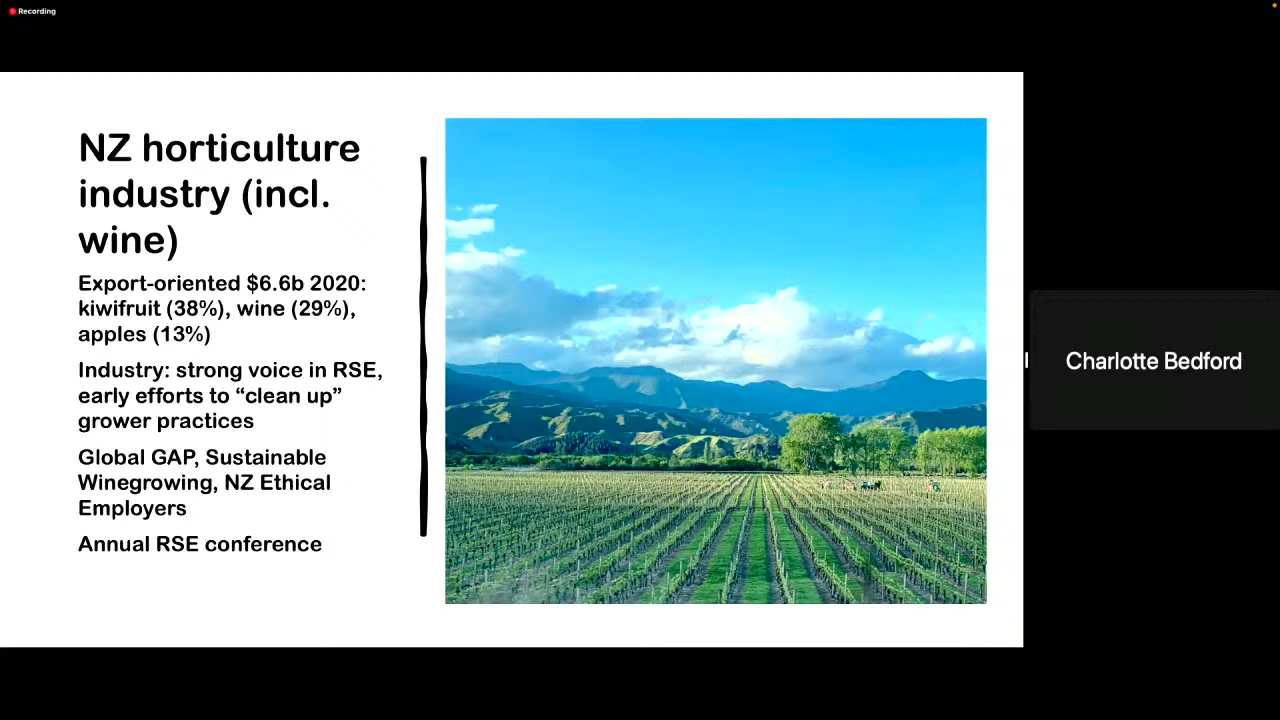 Recording
NZ horticulture
industry (incl.
wine)
Export-oriented $6.6b 2020:
kiwifruit (38%), wine (29%),
apples (13%)
Industry: strong voice in RSE,
early efforts to “clean up”
grower practices
Global GAP, Sustainable
Winegrowing, NZ Ethical
Employers
Annual RSE conference
Charlotte Bedford